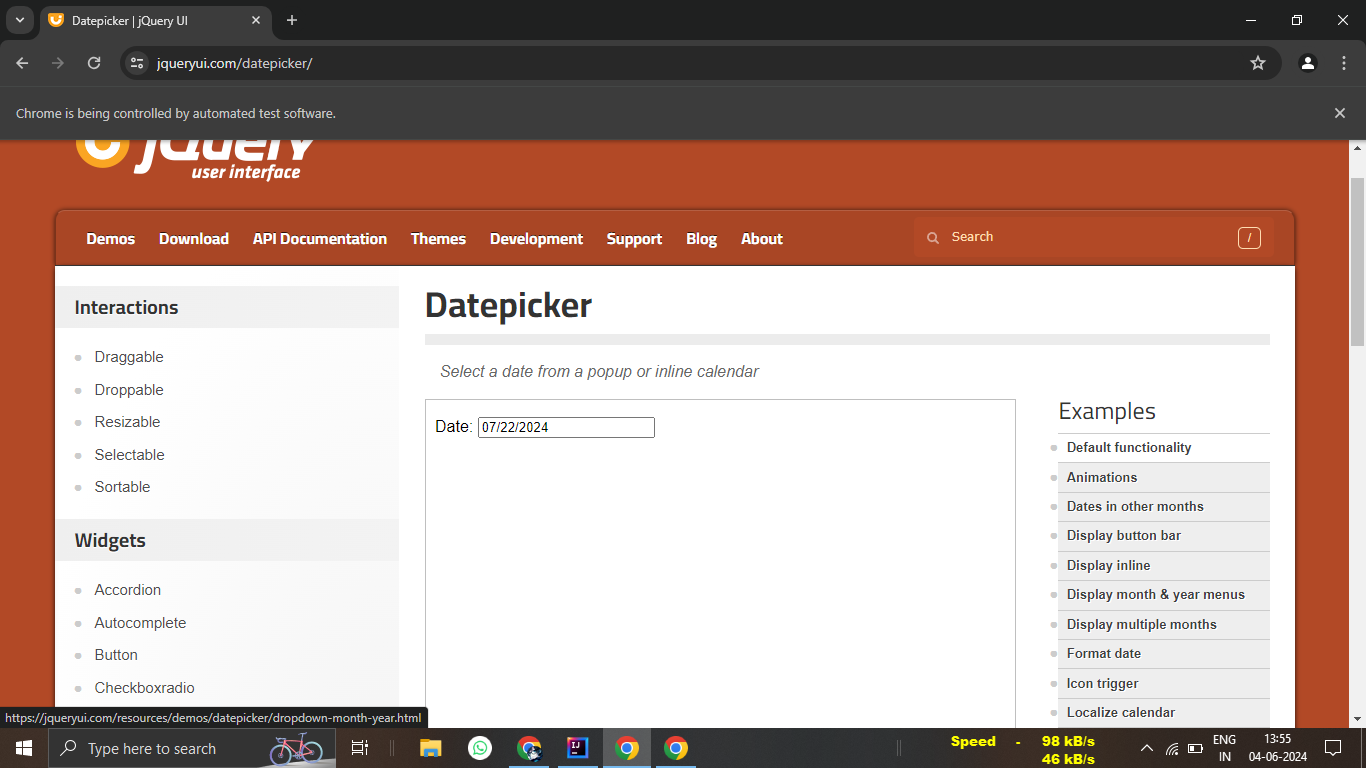 Datepicker | jQuery UI
jqueryui.com/datepicker/
Chrome is being controlled by automated test software.
jQuery
user interface
Demos Download API Documentation Themes Development Support Blog About Search /
Interactions
Draggable
Droppable
Resizable
Selectable
Sortable
Widgets
Accordion
Autocomplete
Button
Checkboxradio
Datepicker
Select a date from a popup or inline calendar
Date: 07/22/2024
Examples
Default functionality
Animations
Dates in other months
Display button bar
Display inline
Display month & year menus
Display multiple months
Format date
Icon trigger
Localize calendar
https://jqueryui.com/resources/demos/datepicker/dropdown-month-year.html
Type here to search
IJ
Speed - 98 kB/s
46 kB/s
ENG
IN
13:55
04-06-2024